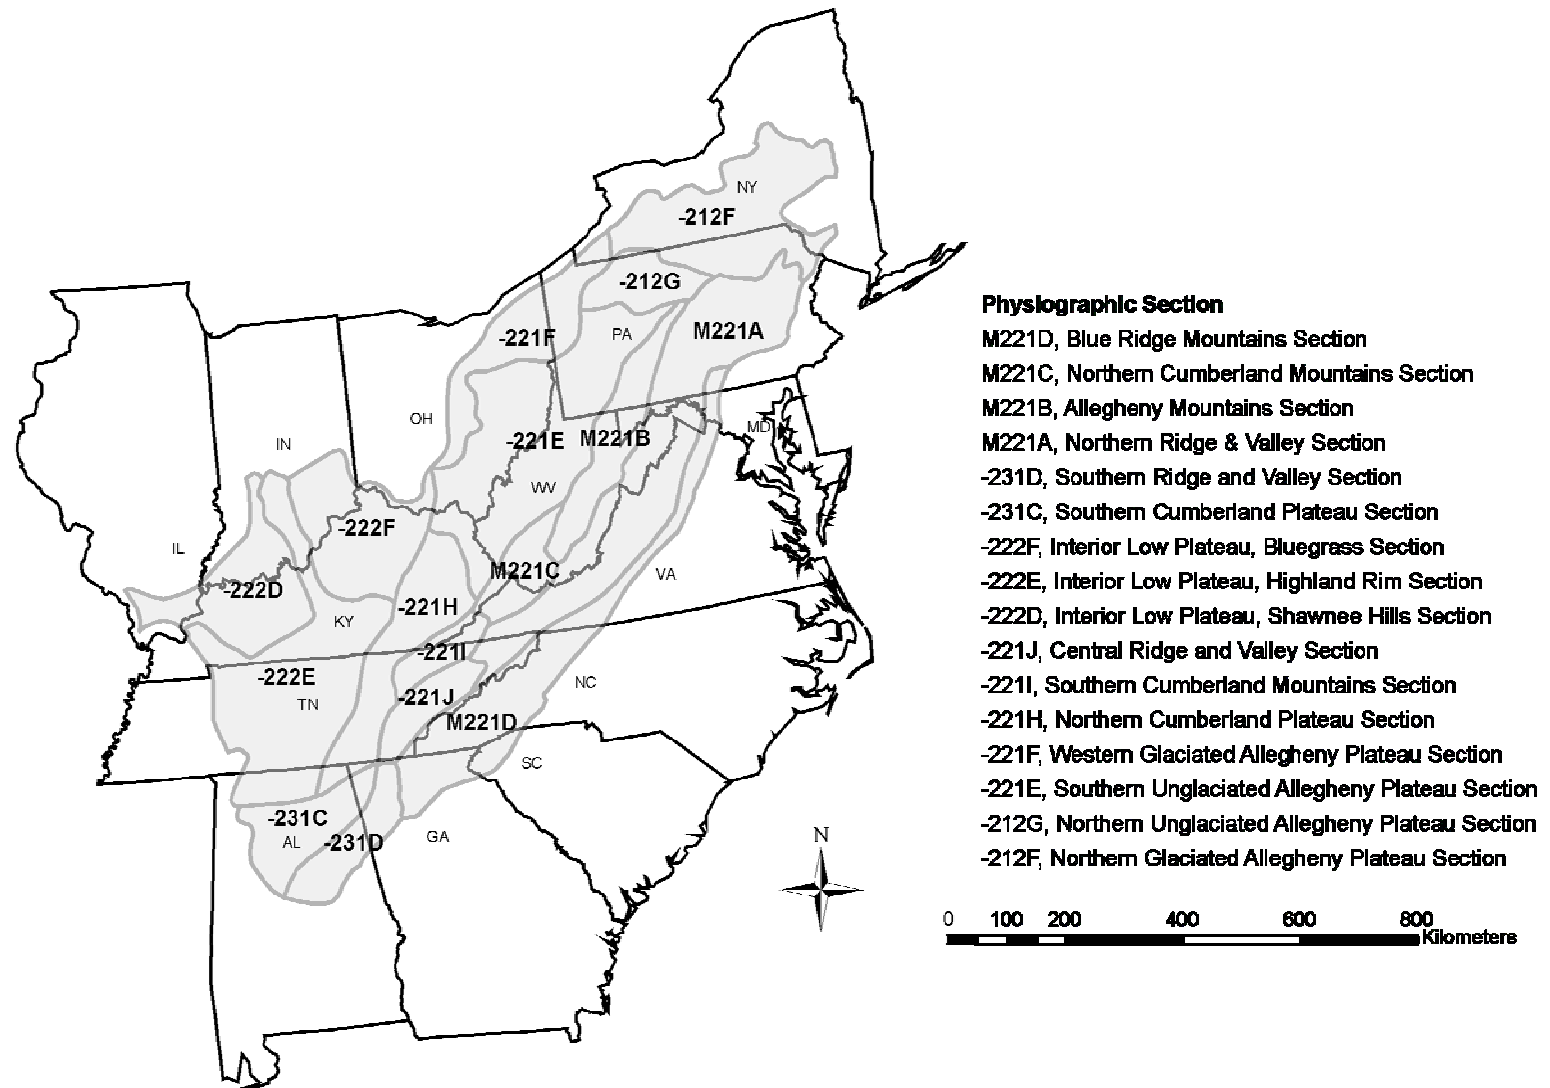 NY
-212F
-212G
-221F
PA
M221A
OH
MD
IN
-221E
M221B
WV
-222F
IL
M221C
VA
-222D
-221H
KY
-221I
-222E
-221J
NC
TN
M221D
SC
-231C
AL
-231D
GA
Physiographic Section
M221D, Blue Ridge Mountains Section
M221C, Northern Cumberland Mountains Section
M221B, Allegheny Mountains Section
M221A, Northern Ridge & Valley Section
-231D, Southern Ridge and Valley Section
-231C, Southern Cumberland Plateau Section
-222F, Interior Low Plateau, Bluegrass Section
-222E, Interior Low Plateau, Highland Rim Section
-222D, Interior Low Plateau, Shawnee Hills Section
-221J, Central Ridge and Valley Section
-221I, Southern Cumberland Mountains Section
-221H, Northern Cumberland Plateau Section
-221F, Western Glaciated Allegheny Plateau Section
-221E, Southern Unglaciated Allegheny Plateau Section
-212G, Northern Unglaciated Allegheny Plateau Section
-212F, Northern Glaciated Allegheny Plateau Section
N
0 100 200 400 600 800
Kilometers